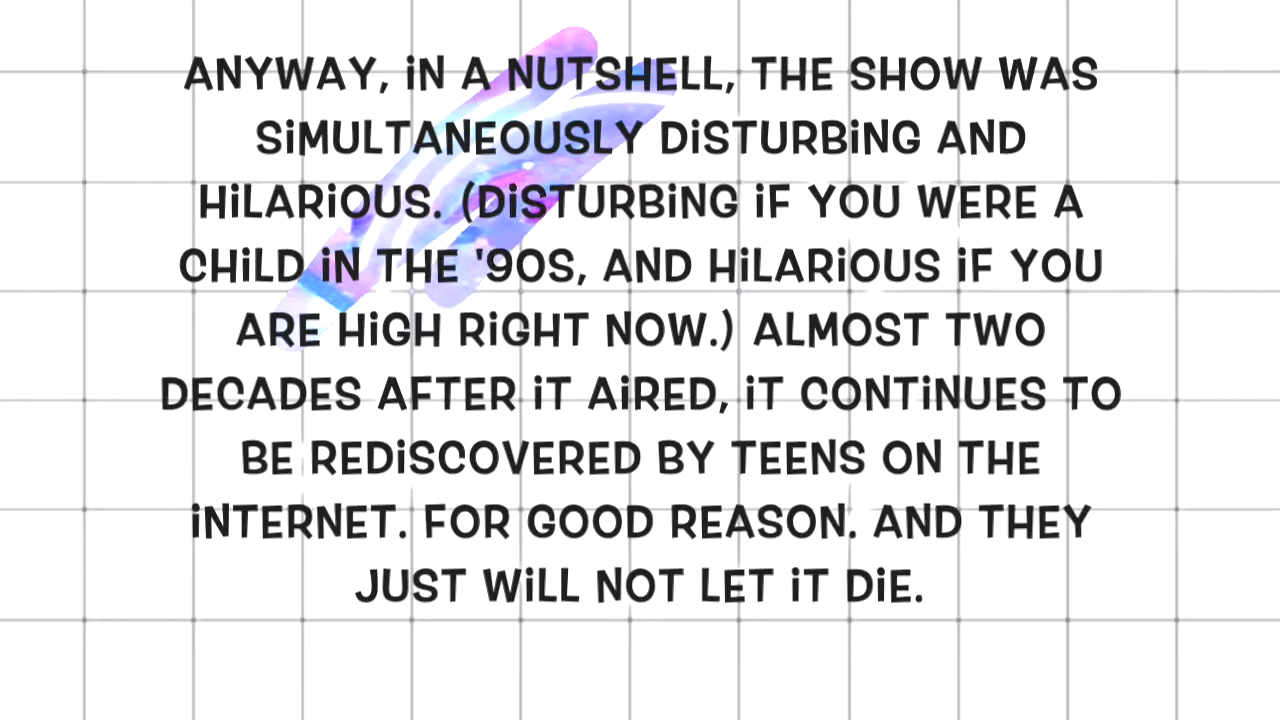 ANYWAY, iN A NUTSHELL, THE SHOW WAS
SiMULTANEOUSLY DiSTURBiNG AND
HiLARiOUS. (DiSTURBiNG iF YOU WERE A
CHiLD iN THE '90S, AND HiLARiOUS iF YOU
ARE HiGH RiGHT NOW.) ALMOST TWO
DECADES AFTER iT AiRED, iT CONTiNUES TO
BE REDiSCOVERED BY TEENS ON THE
iNTERNET. FOR GOOD REASON. AND THEY
JUST WiLL NOT LET iT DiE.